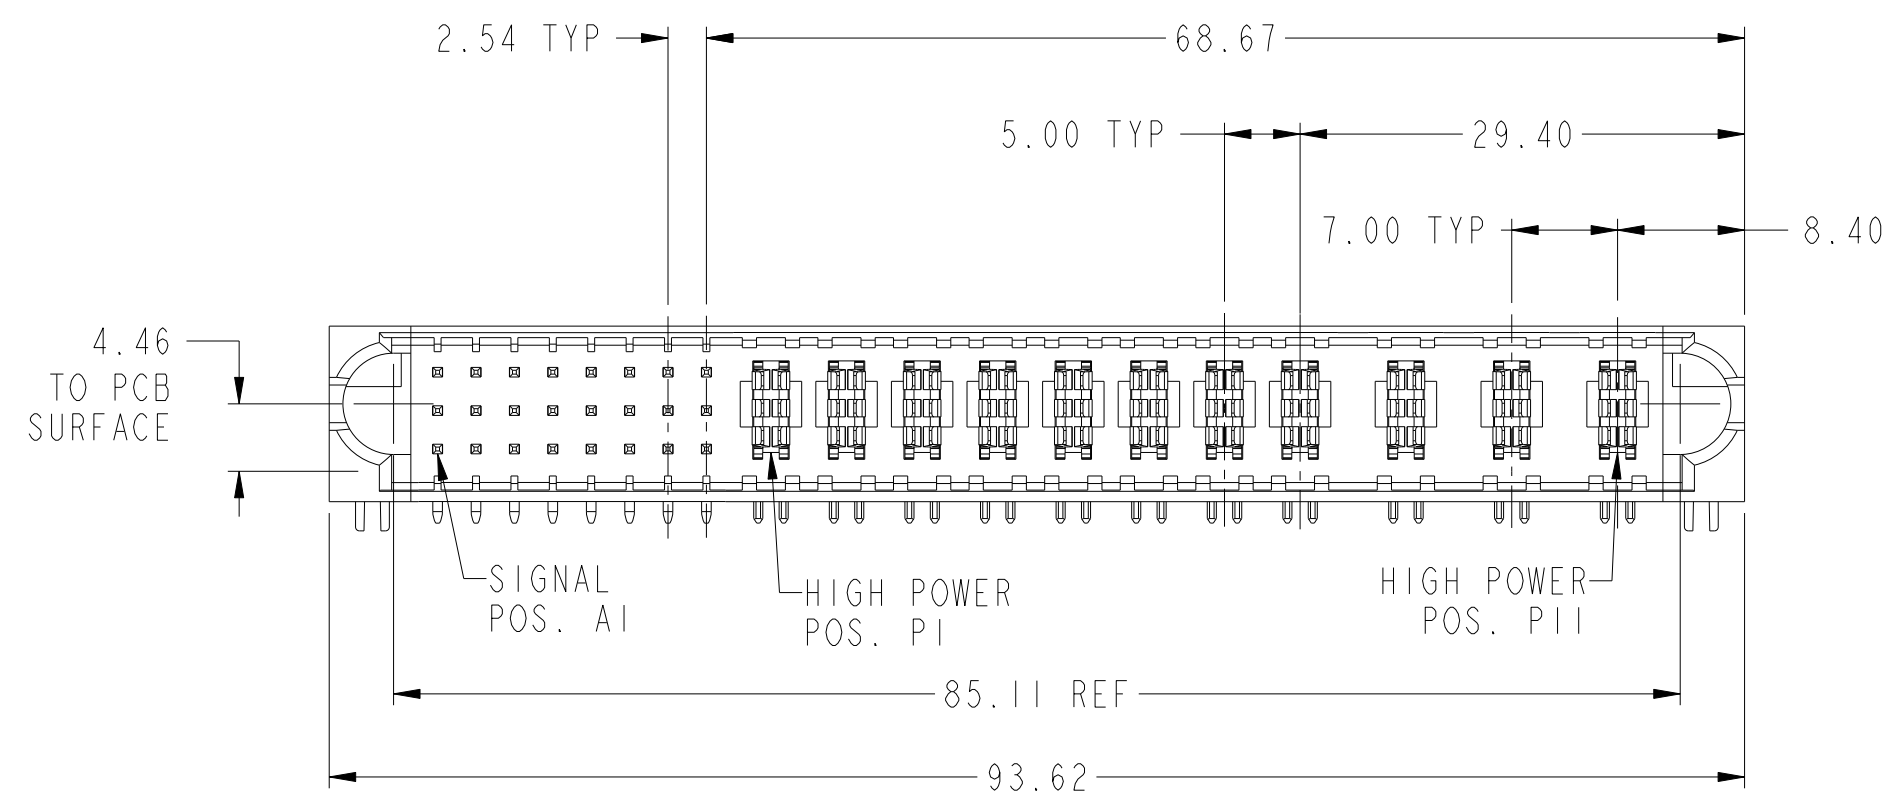 2.54 TYP
68.67
5.00 TYP
29.40
7.00 TYP
8.40
4.46
TO PCB
SURFACE
SIGNAL
POS. A1
HIGH POWER
POS. P1
HIGH POWER
POS. P11
85.11 REF
93.62